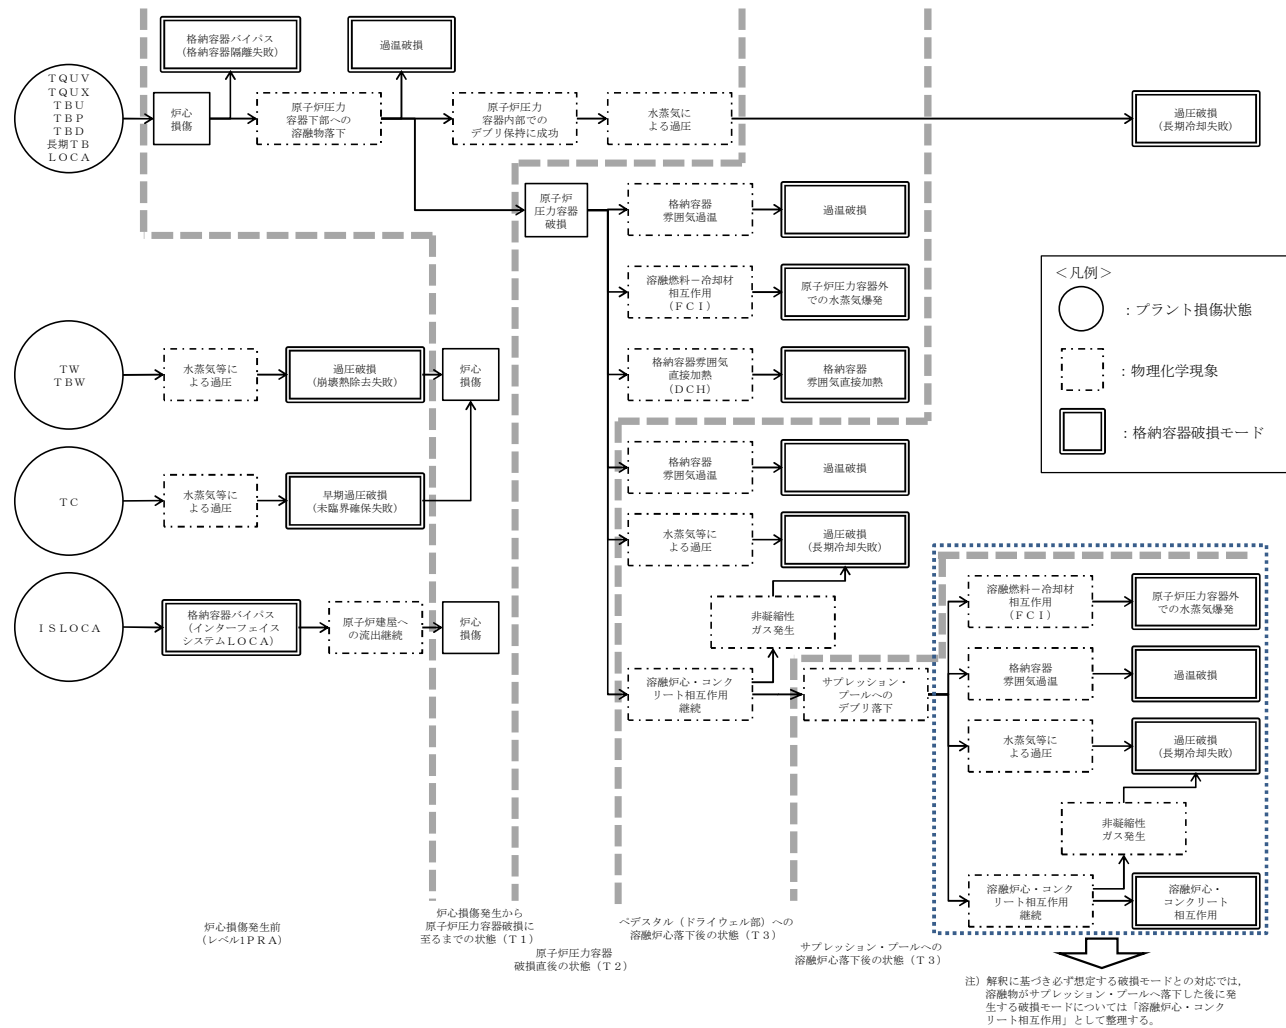 格納容器バイパス
(格納容器隔離失敗)
過温破損
ＴＱＵＶ
ＴＱＵＸ
ＴＢＵ
ＴＢＰ
ＴＢＤ
長期ＴＢ
ＬＯＣＡ
炉心
損傷
原子炉圧力
容器下部への
溶融物落下
原子炉圧力
容器内部での
デブリ保持に成功
水蒸気に
よる過圧
過圧破損
(長期冷却失敗)
原子炉
圧力容器
破損
格納容器
雰囲気過温
過温破損
溶融燃料－冷却材
相互作用
(ＦＣＩ)
原子炉圧力容器外
での水蒸気爆発
格納容器雰囲気
直接加熱
(ＤＣＨ)
格納容器
雰囲気直接加熱
＜凡例＞
：プラント損傷状態
：物理化学現象
：格納容器破損モード
ＴＷ
ＴＢＷ
水蒸気等に
よる過圧
過圧破損
(崩壊熱除去失敗)
炉心
損傷
ＴＣ
水蒸気等に
よる過圧
早期過圧破損
(未臨界確保失敗)
格納容器
雰囲気過温
過温破損
水蒸気等に
よる過圧
過圧破損
(長期冷却失敗)
ＩＳＬＯＣＡ
格納容器バイパス
(インターフェイス
システムＬＯＣＡ)
原子炉建屋へ
の流出継続
炉心
損傷
非凝縮性
ガス発生
溶融炉心・コンク
リート相互作用
継続
サプレッション・
プールへの
デブリ落下
溶融燃料－冷却材
相互作用
(ＦＣＩ)
原子炉圧力容器外
での水蒸気爆発
格納容器
雰囲気過温
過温破損
水蒸気等に
よる過圧
過圧破損
(長期冷却失敗)
非凝縮性
ガス発生
溶融炉心・コンク
リート相互作用
継続
溶融炉心・
コンクリート
相互作用
炉心損傷発生前
(レベル1ＰＲＡ)
炉心損傷発生から
原子炉圧力容器破損に
至るまでの状態（Ｔ１）
原子炉圧力容器
破損直後の状態（Ｔ２）
ペデスタル（ドライウェル部）への
溶融炉心落下後の状態（Ｔ３）
サプレッション・プールへの
溶融炉心落下後の状態（Ｔ３）
注）解釈に基づき必ず想定する破損モードとの対応では、
溶融物がサプレッション・プールへ落下した後に発
生する破損モードについては「溶融炉心・コンク
リート相互作用」として整理する。